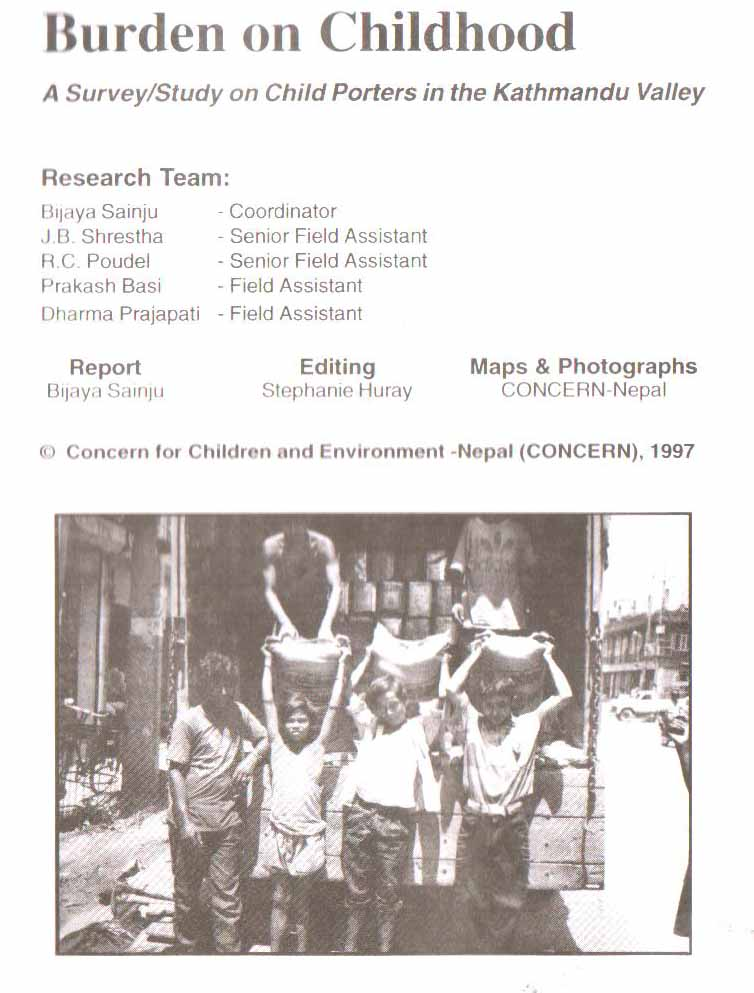 Burden on Childhood
A Survey/Study on Child Porters in the Kathmandu Valley
Research Team:
Bijaya Sainju - Coordinator
J.B. Shrestha - Senior Field Assistant
R.C. Poudel - Senior Field Assistant
Prakash Basi - Field Assistant
Dharma Prajapati - Field Assistant
Report Editing Maps & Photographs
Bijaya Sainju Stephanie Huray CONCERN-Nepal
© Concern for Children and Environment -Nepal (CONCERN), 1997